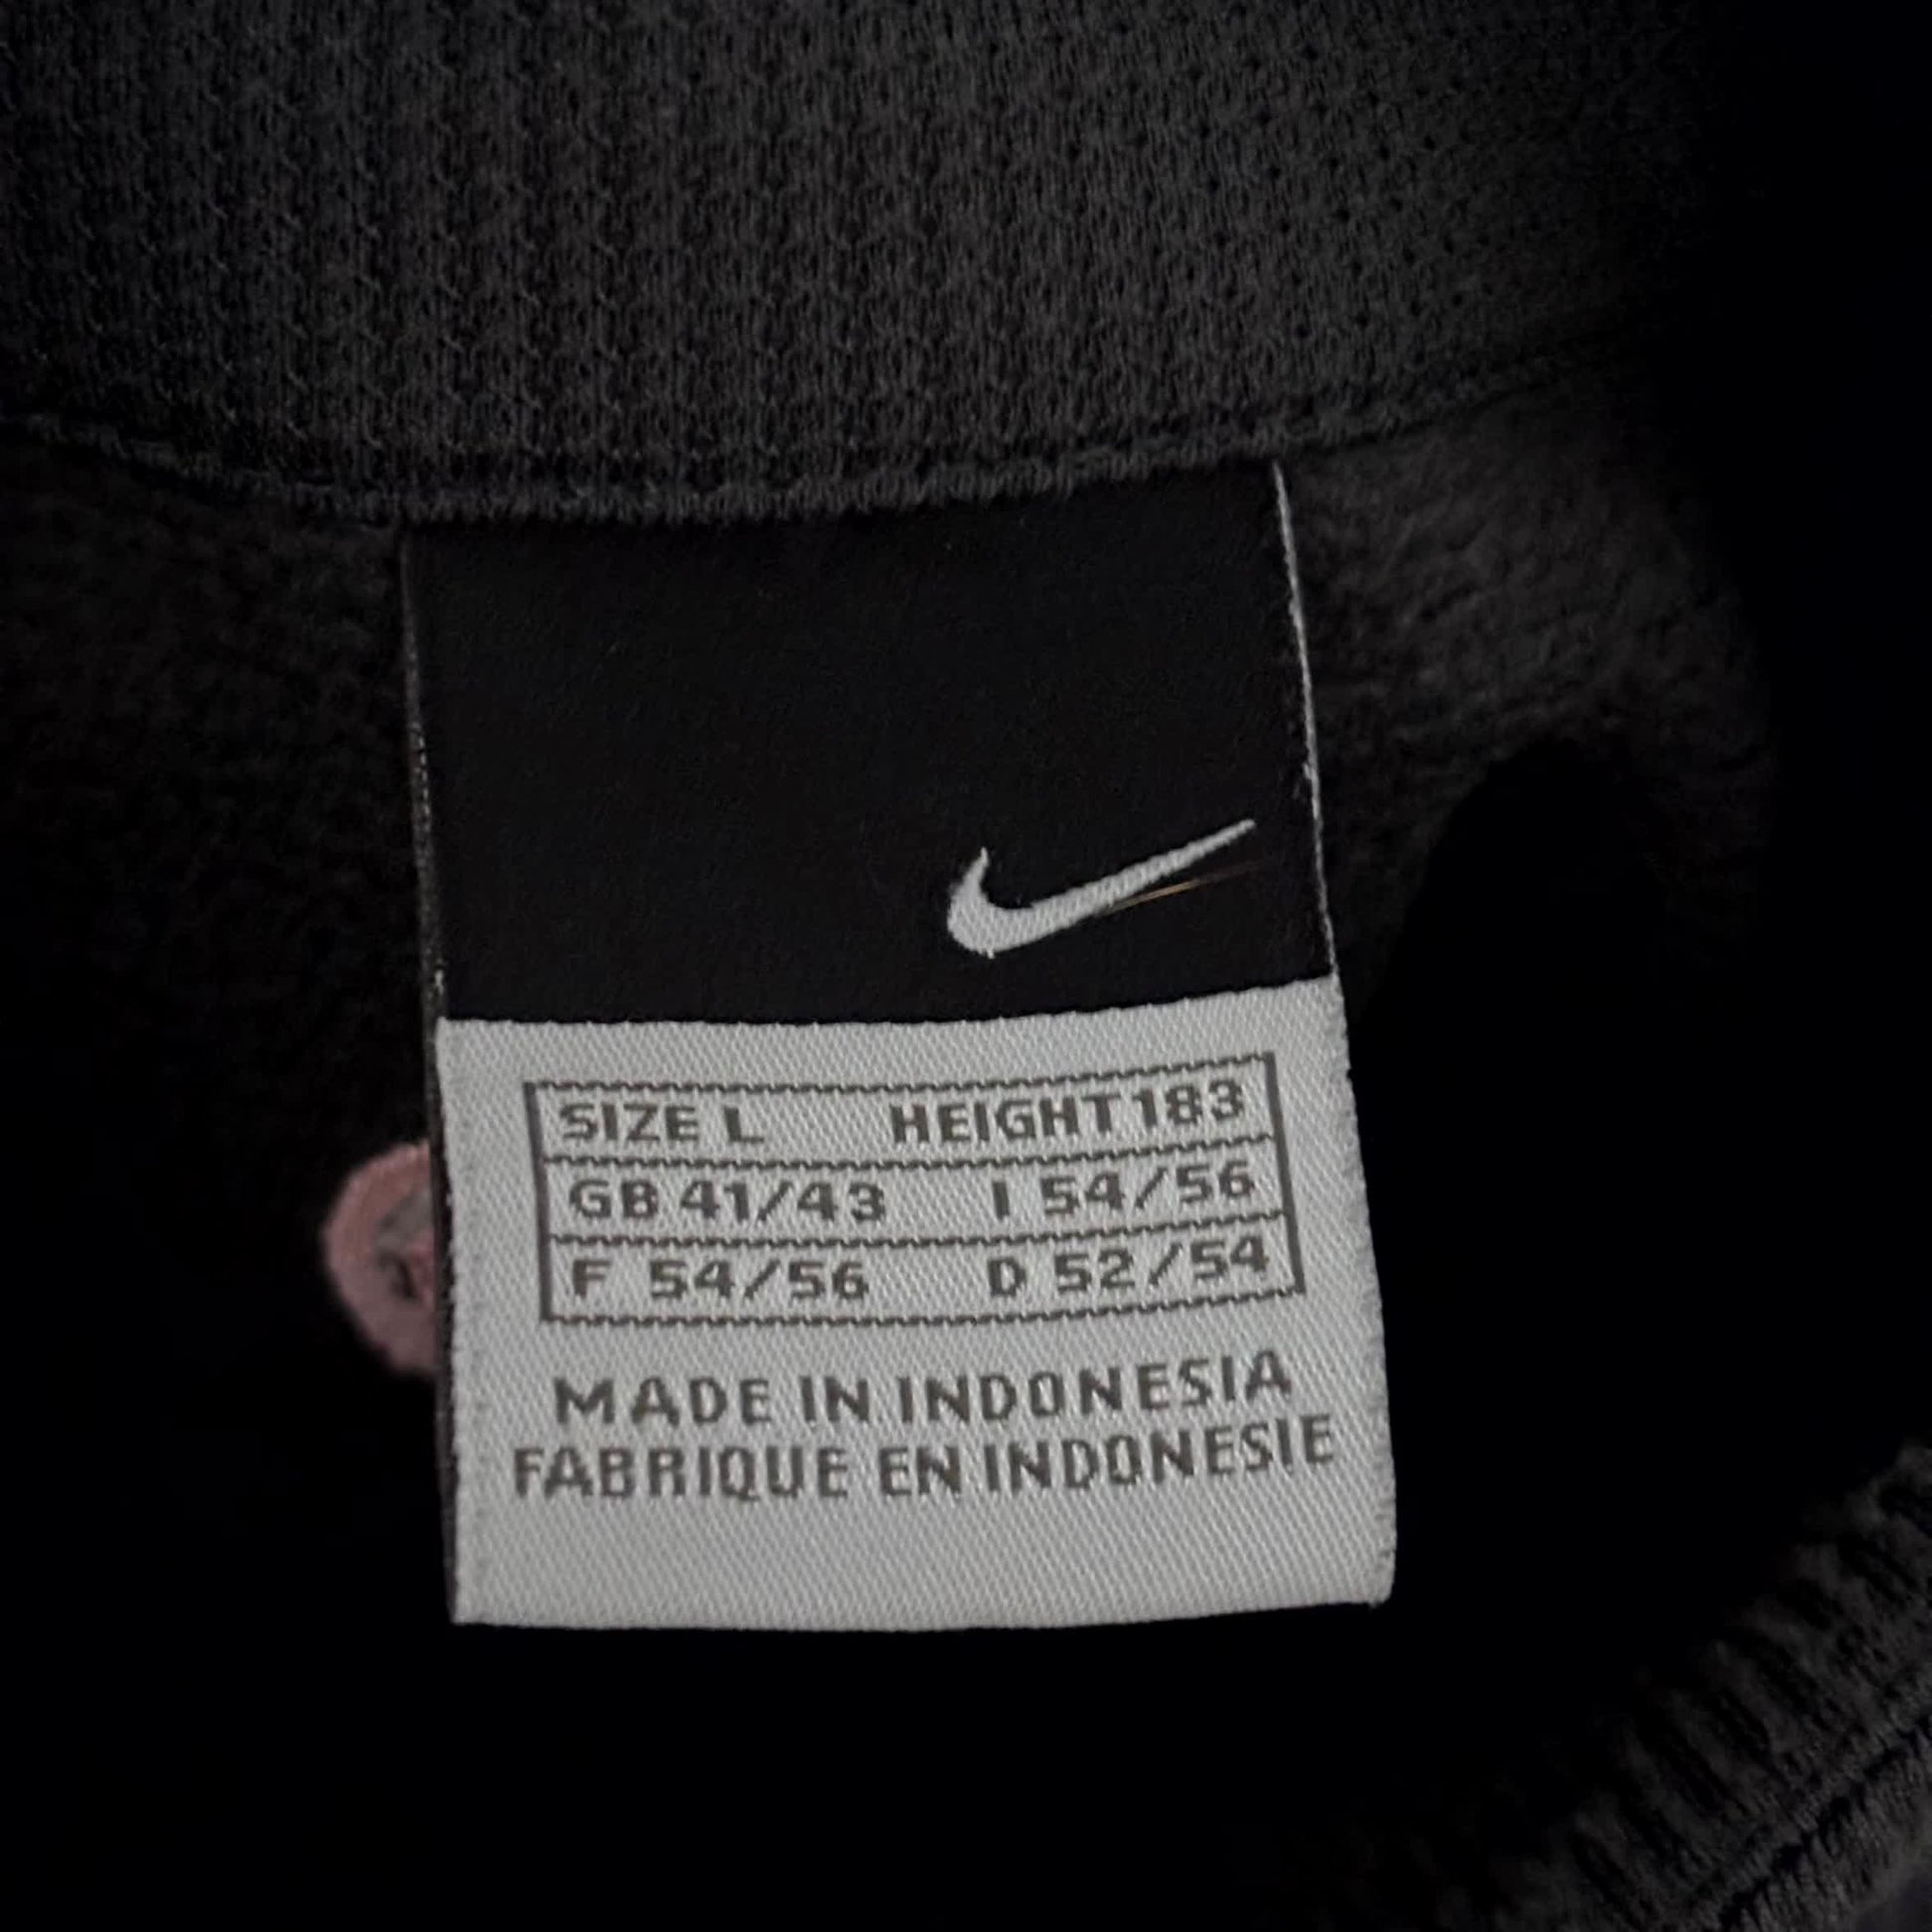 SIZE L HEIGHT 183
GB 41/43 I 54/56
F 54/56 D 52/54
MADE IN INDONESIA
FABRIQUE EN INDONESIE